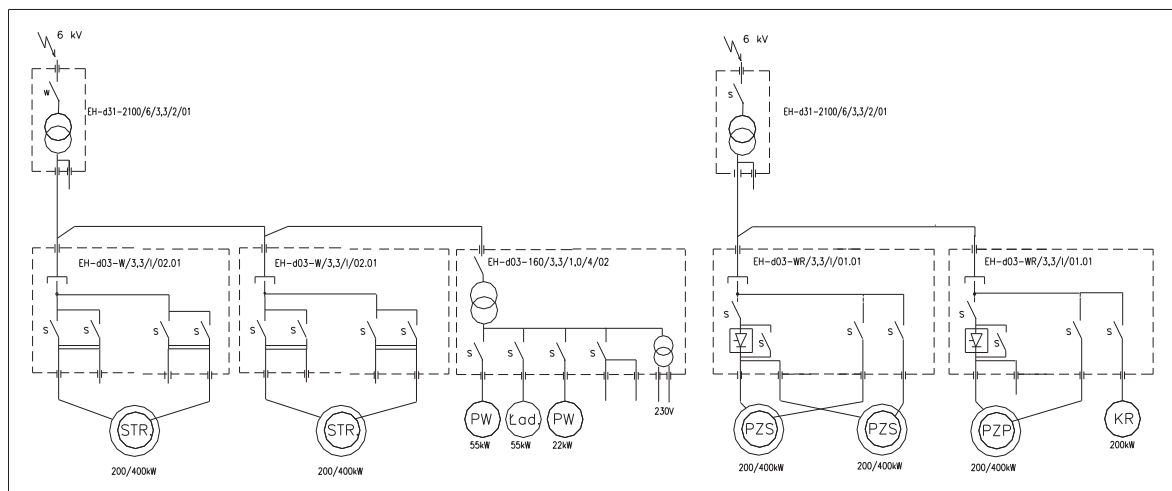 6 kV
W
EH-d31-2100/6/3,3/2/01
EH-d03-W/3,3/I/02.01
S S S S
STR.
200/400kW
EH-d03-W/3,3/I/02.01
S S S S
STR.
200/400kW
EH-d03-160/3,3/1,0/4/02
S S S S
230V
PW Ład. PW
55kW 55kW 22kW
6 kV
S
EH-d31-2100/6/3,3/2/01
EH-d03-WR/3,3/I/01.01
S S S
S
PZS PZS
200/400kW 200/400kW
EH-d03-WR/3,3/I/01.01
S S S
S
PZP KR
200/400kW 200kW